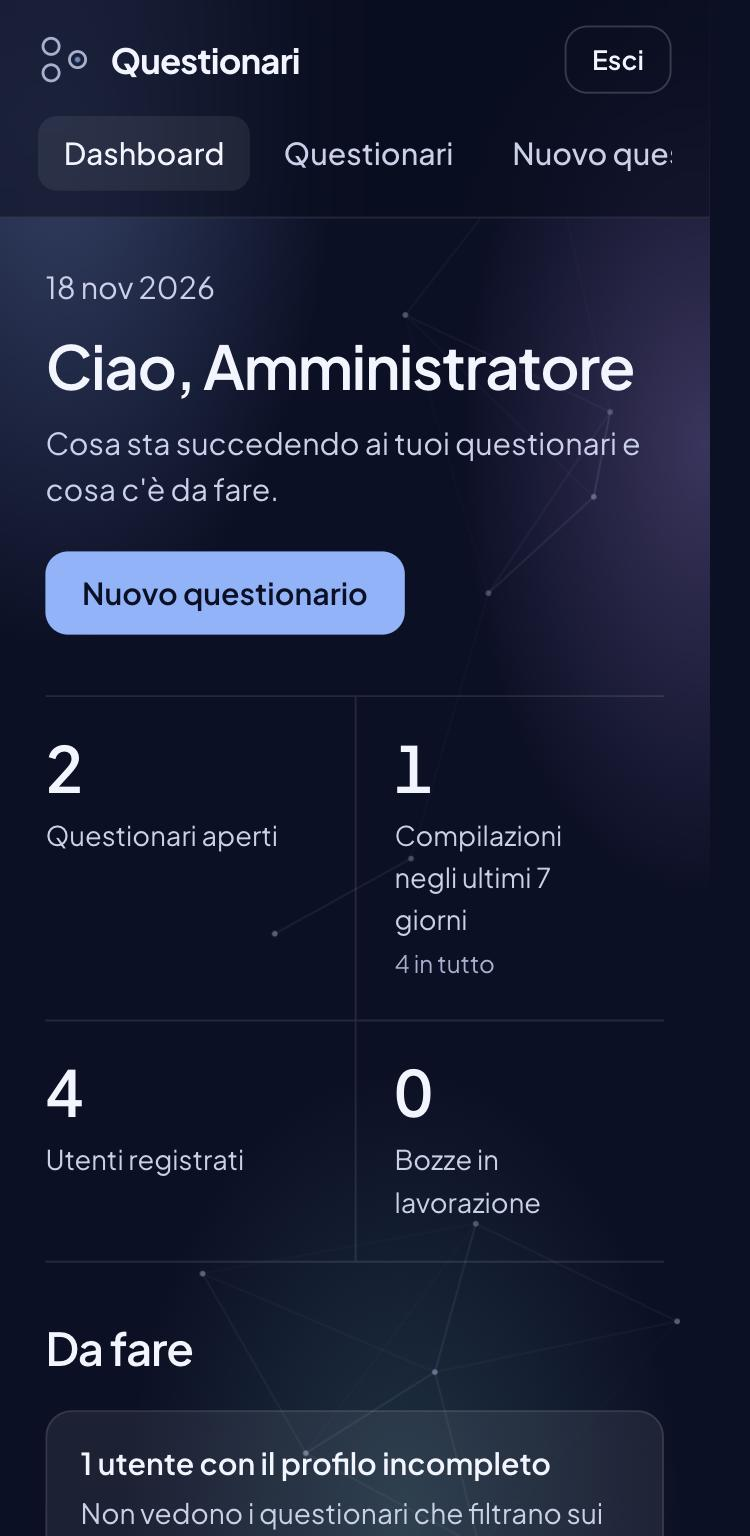 Questionari
Esci
Dashboard
Questionari
Nuovo
18 nov 2026
Ciao, Amministratore
Cosa sta succedendo ai tuoi questionari e
cosa c'è da fare.
Nuovo questionario
2
Questionari aperti
1
Compilazioni
negli ultimi 7
giorni
4 in tutto
4
Utenti registrati
0
Bozze in
lavorazione
Da fare
1 utente con il profilo incompleto
Non vedono i questionari che filtrano sui